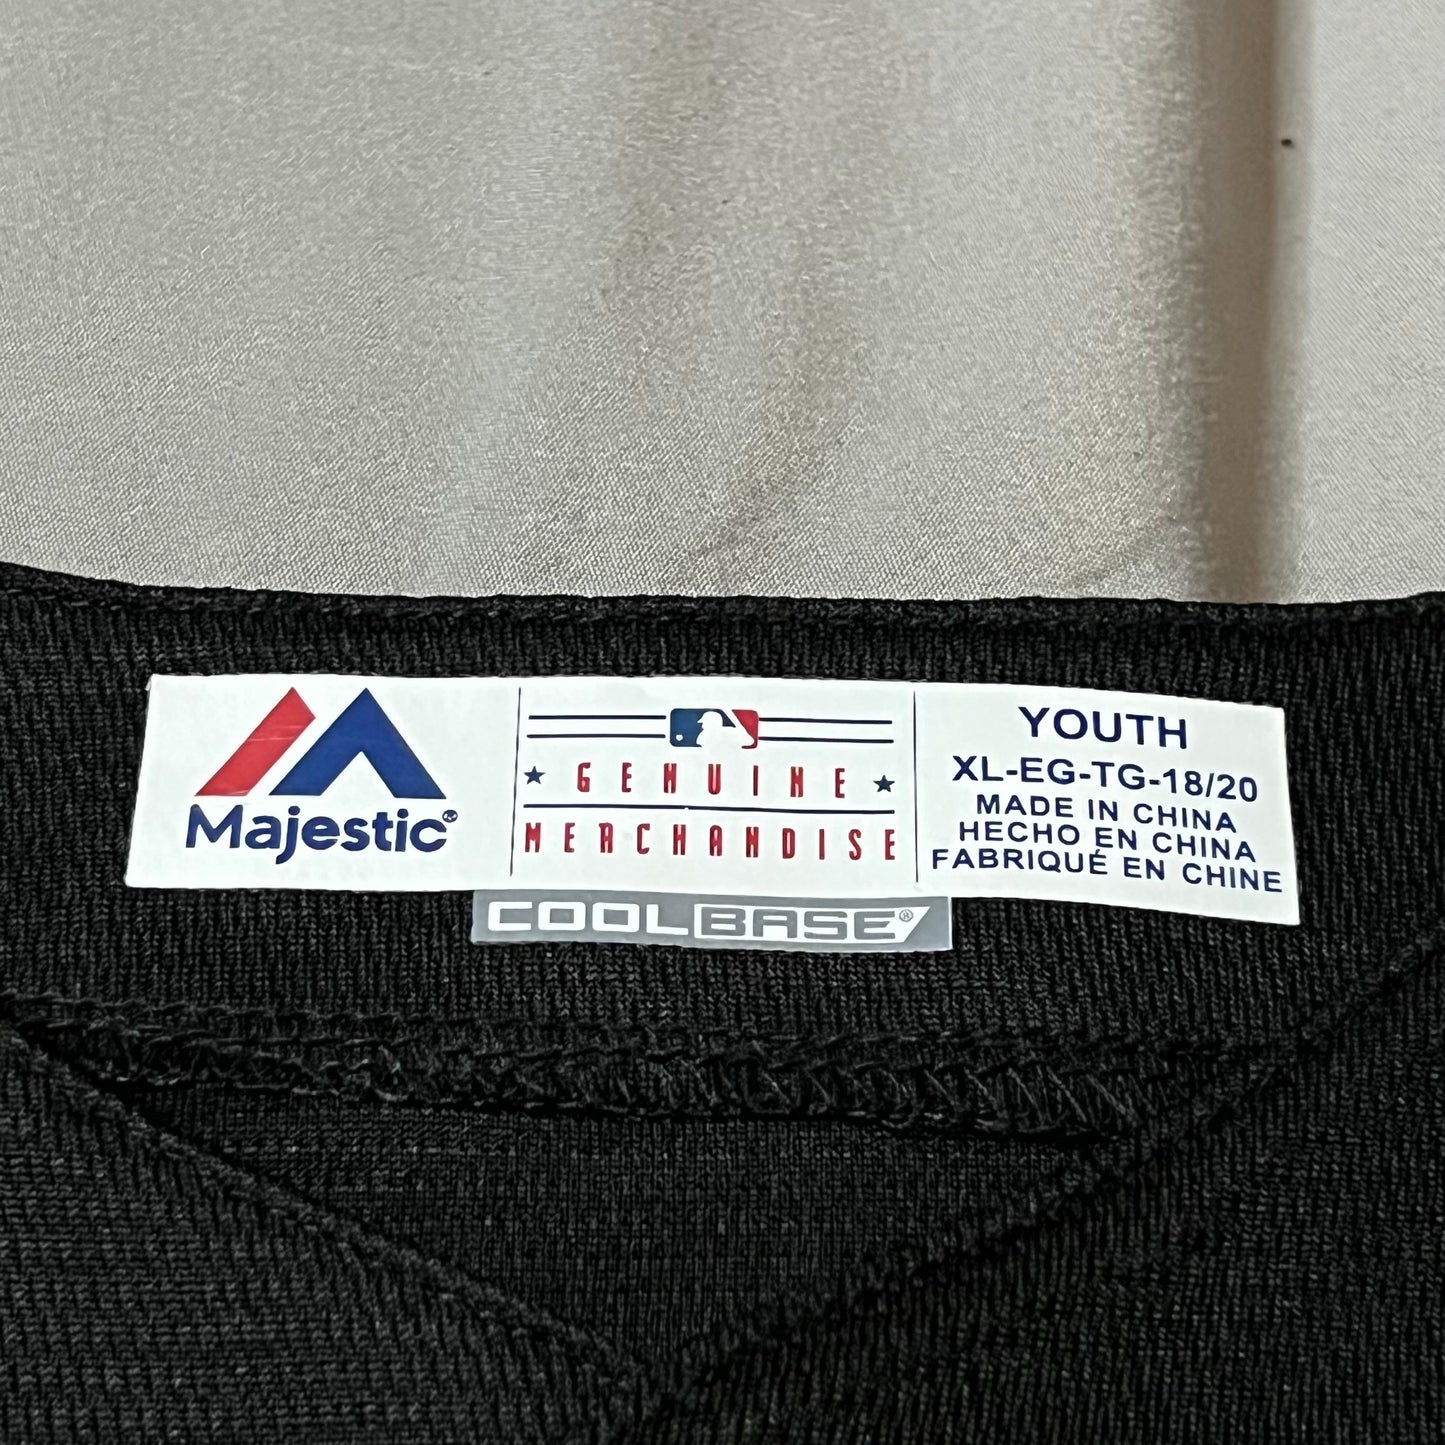 Majestic
GENUINE
MERCHANDISE
YOUTH
XL-EG-TG-18/20
MADE IN CHINA
HECHO EN CHINA
FABRIQUÉ EN CHINE
COOLBASE®